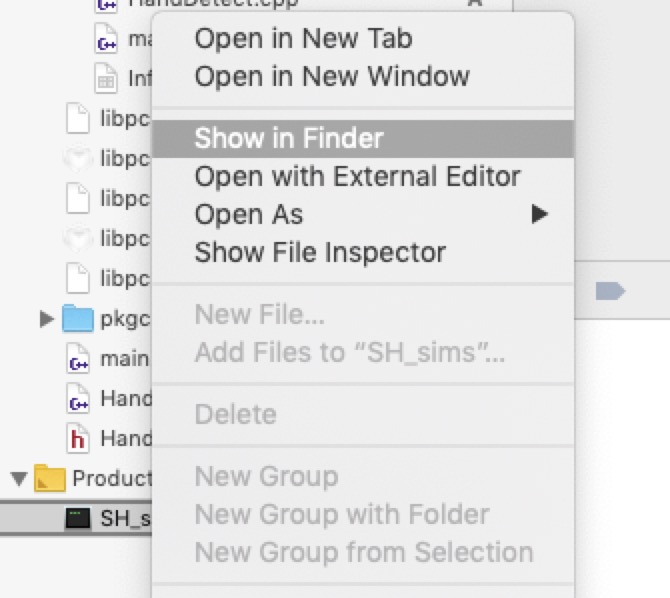 HandDetect.cpp
A
ma
Open in New Tab
Inf
Open in New Window
libpc
Show in Finder
libpc
Open with External Editor
libpc
Open As
libpc
Show File Inspector
libpc
pkgc
New File...
main
Add Files to “SH_sims”...
Hand
Delete
Hand
Product
New Group
SH_s
New Group with Folder
New Group from Selection